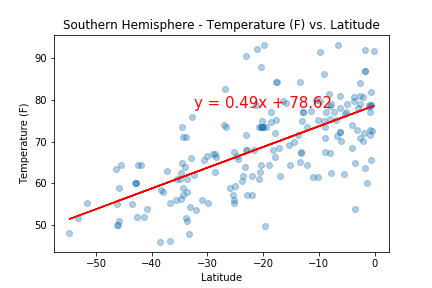 Southern Hemisphere - Temperature (F) vs. Latitude
Temperature (F)
90
80
70
60
50
y = 0.49x + 78.62
−50
−40
−30
−20
−10
0
Latitude